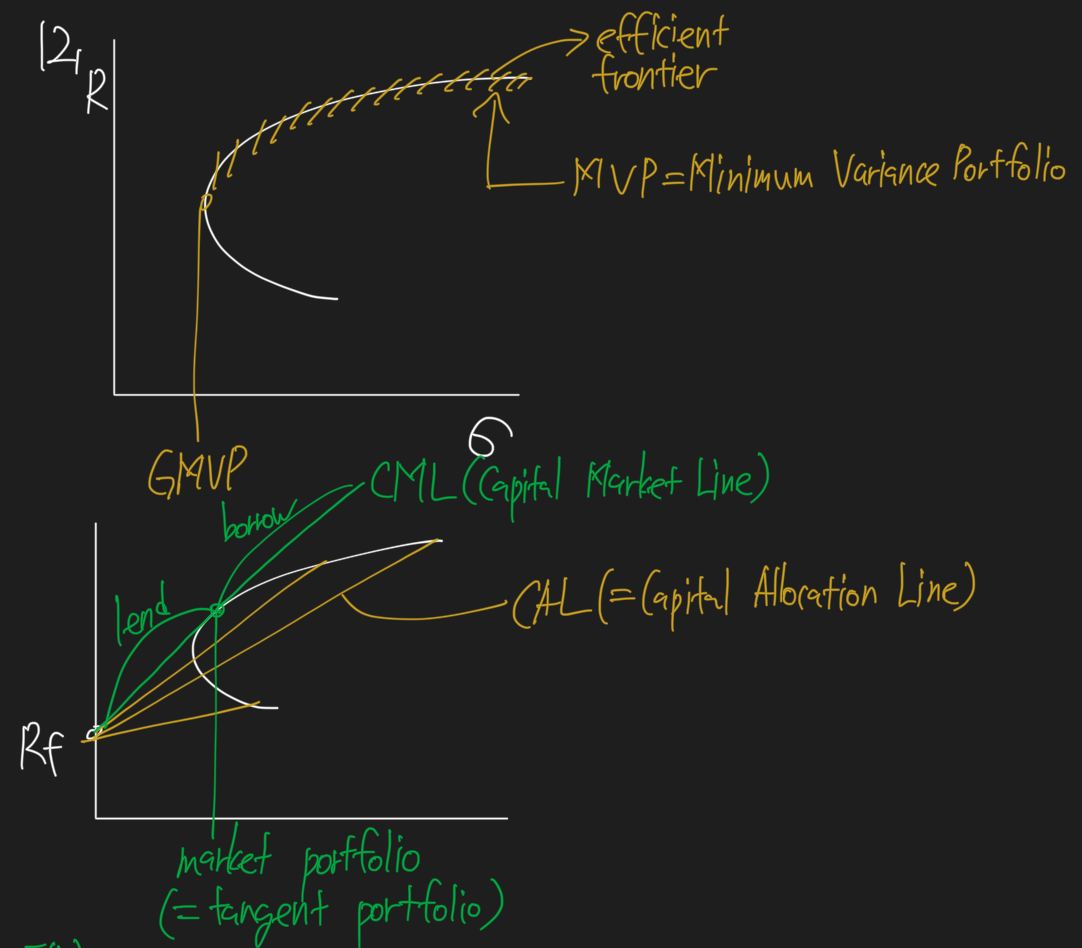 12,
R
efficient
frontier
MVP=Minimum Variance Portfolio
σ
GMVP
CML (Capital Market Line)
borrow
lend
CAL (=Capital Allocation Line)
Rf
market portfolio
(=tangent portfolio)